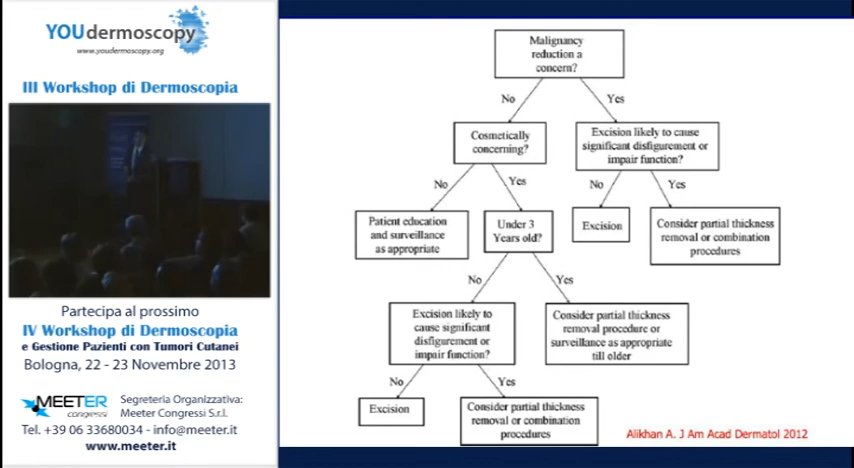 YOUdermoscopy
www.youdermoscopy.org
III Workshop di Dermoscopia
Partecipa al prossimo
IV Workshop di Dermoscopia
e Gestione Pazienti con Tumori Cutanei
Bologna, 22 - 23 Novembre 2013
MEETER
congressi
Segreteria Organizzativa:
Meeter Congressi S.r.l.
Tel. +39 06 33680034 - info@meeter.it
www.meeter.it
Malignancy
reduction a
concern?
No
Yes
Cosmetically
concerning?
Excision likely to cause
significant disfigurement or
impair function?
No
Yes
No
Yes
Patient education
and surveillance
as appropriate
Under 3
Years old?
Excision
Consider partial thickness
removal or combination
procedures
No
Yes
Excision likely to
cause significant
disfigurement or
impair function?
Consider partial thickness
removal procedure or
surveillance as appropriate
till older
No
Yes
Excision
Consider partial thickness
removal or combination
procedures
Alikhan A. J Am Acad Dermatol 2012